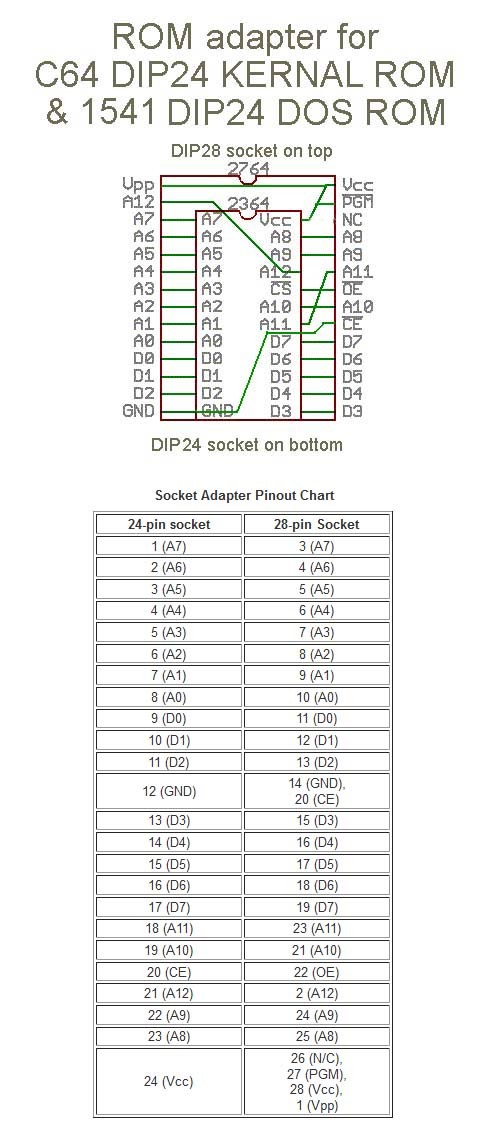 ROM adapter for
C64 DIP24 KERNAL ROM
& 1541 DIP24 DOS ROM
DIP28 socket on top
2764
Vpp Vcc
A12 2364 PGM
A7 A7 Vcc NC
A6 A6 A8 A8
A5 A5 A9 A9
A4 A4 A12 A11
A3 A3 CS OE
A2 A2 A10 A10
A1 A1 A11 CE
A0 A0 D7 D7
D0 D0 D6 D6
D1 D1 D5 D5
D2 D2 D4 D4
GND GND D3 D3
DIP24 socket on bottom
Socket Adapter Pinout Chart
24-pin socket 28-pin Socket
1 (A7) 3 (A7)
2 (A6) 4 (A6)
3 (A5) 5 (A5)
4 (A4) 6 (A4)
5 (A3) 7 (A3)
6 (A2) 8 (A2)
7 (A1) 9 (A1)
8 (A0) 10 (A0)
9 (D0) 11 (D0)
10 (D1) 12 (D1)
11 (D2) 13 (D2)
12 (GND) 14 (GND),
20 (CE)
13 (D3) 15 (D3)
14 (D4) 16 (D4)
15 (D5) 17 (D5)
16 (D6) 18 (D6)
17 (D7) 19 (D7)
18 (A11) 23 (A11)
19 (A10) 21 (A10)
20 (CE) 22 (OE)
21 (A12) 2 (A12)
22 (A9) 24 (A9)
23 (A8) 25 (A8)
24 (Vcc) 26 (N/C),
27 (PGM),
28 (Vcc),
1 (Vpp)